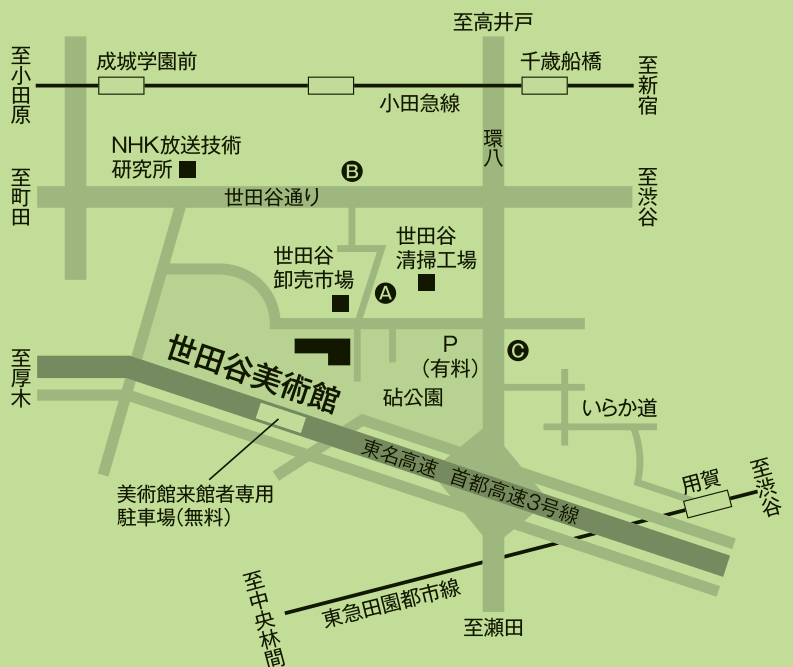 至高井戸
至小田原
成城学園前
千歳船橋
至新宿
小田急線
環八
NHK放送技術
研究所
B
至町田
世田谷通り
至渋谷
世田谷
清掃工場
世田谷
卸売市場
A
世田谷美術館
P
(有料)
C
至厚木
砧公園
いらか道
東名高速 首都高速3号線
用賀
至渋谷
美術館来館者専用
駐車場(無料)
至中央林間
東急田園都市線
至瀬田